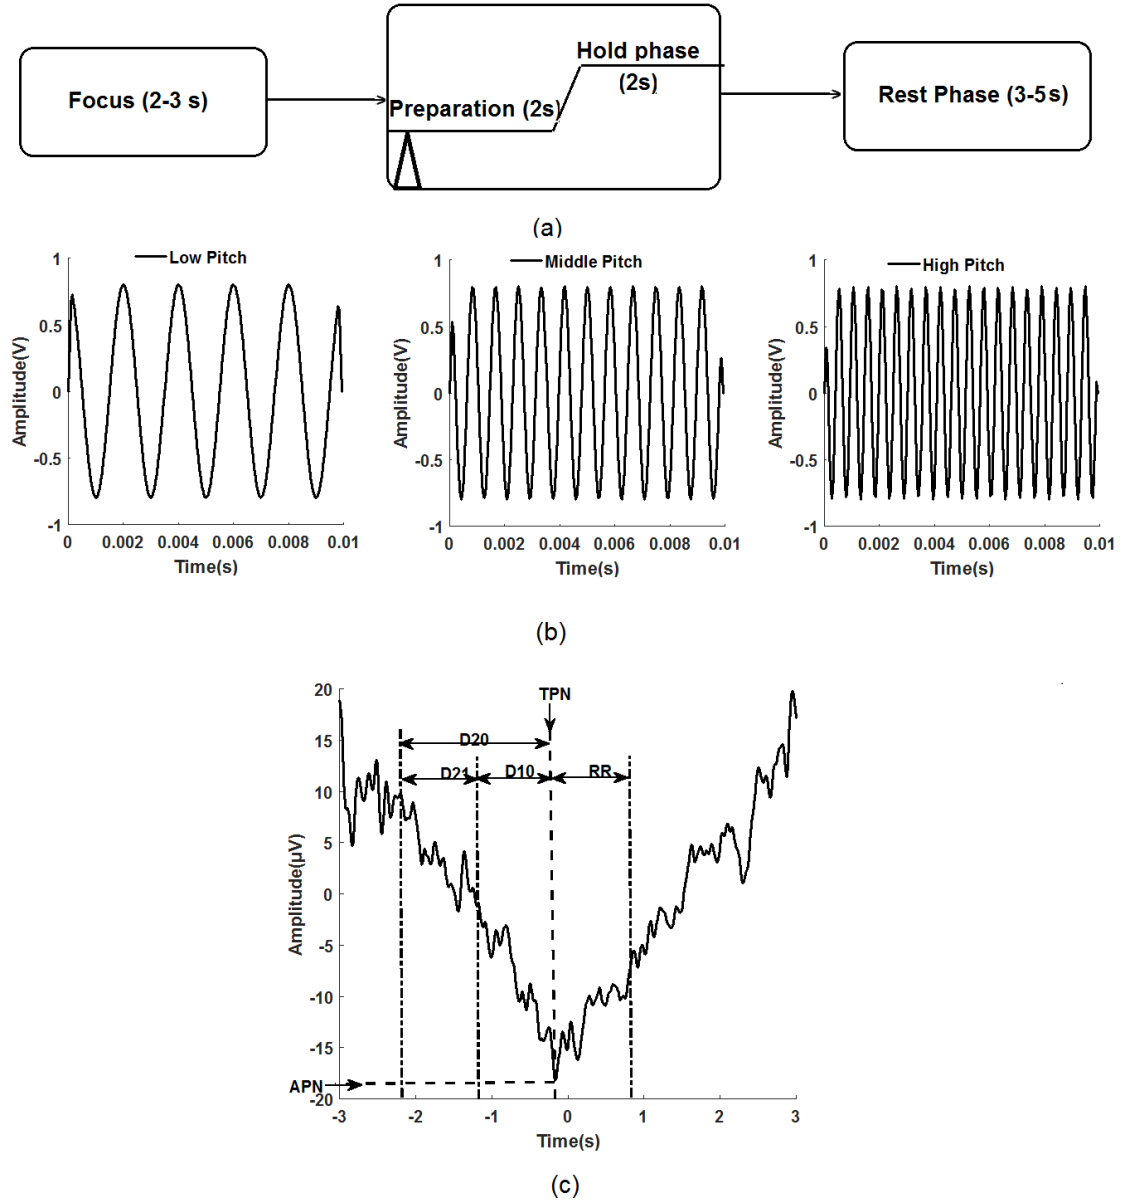 Focus (2-3 s)
Preparation (2s)
Hold phase
(2s)
Rest Phase (3-5s)
(a)
Low Pitch
Amplitude(V)
1
0.5
0
-0.5
-1
0 0.002 0.004 0.006 0.008 0.01
Time(s)
Middle Pitch
Amplitude(V)
1
0.5
0
-0.5
-1
0 0.002 0.004 0.006 0.008 0.01
Time(s)
High Pitch
Amplitude(V)
1
0.5
0
-0.5
-1
0 0.002 0.004 0.006 0.008 0.01
Time(s)
(b)
TPN
D20
D21 D10 RR
APN
Amplitude(µV)
20
15
10
5
0
-5
-10
-15
-20
-3 -2 -1 0 1 2 3
Time(s)
(c)